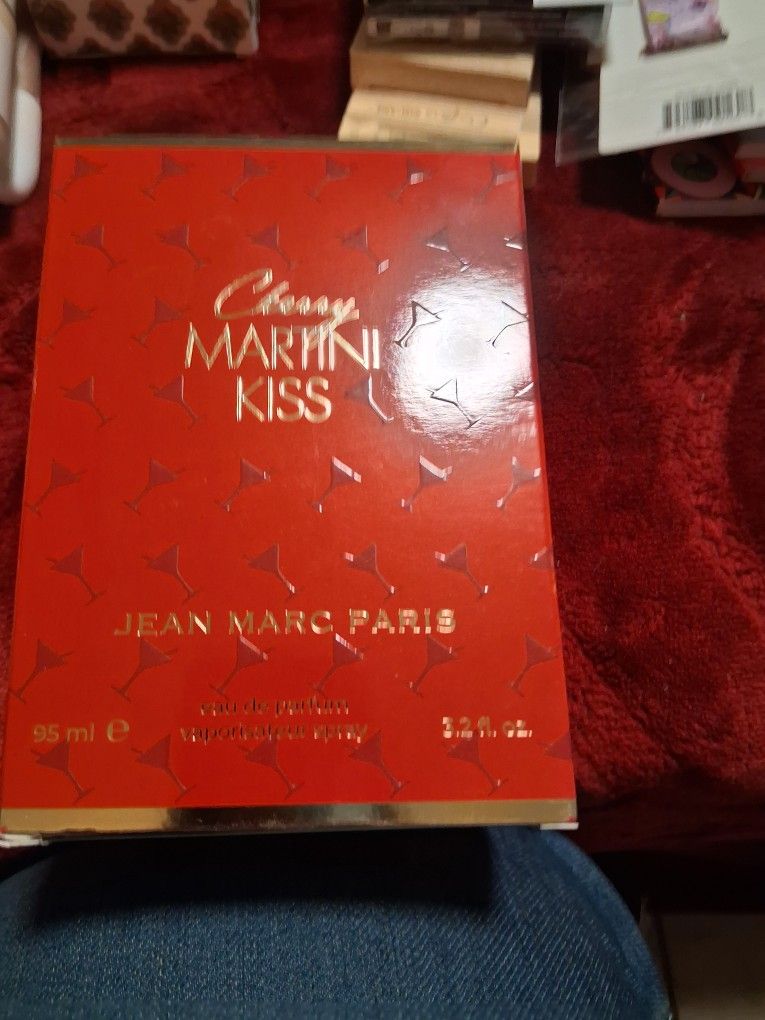 Cherry
MARTINI
KISS
JEAN MARC PARIS
eau de parfum
95 ml e vaporisateur spray 3.2 fl. oz.